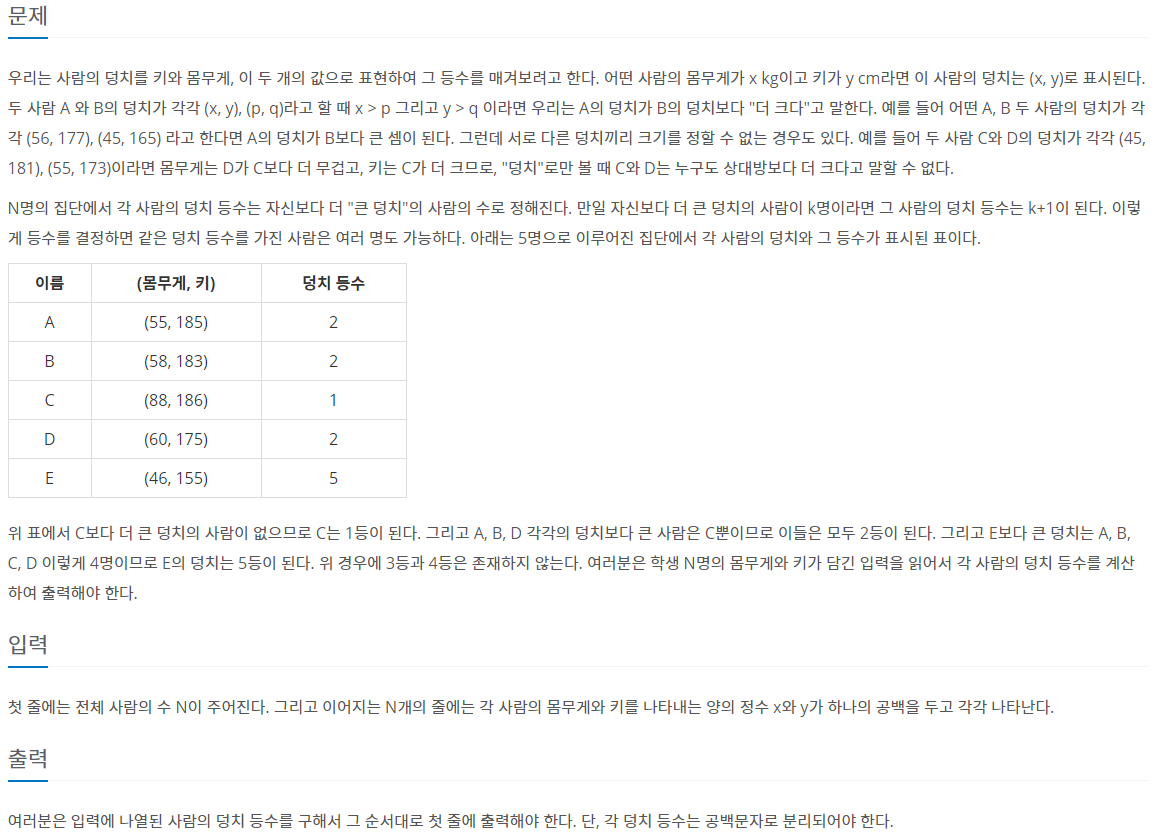 문제
우리는 사람의 덩치를 키와 몸무게, 이 두 개의 값으로 표현하여 그 등수를 매겨보려고 한다. 어떤 사람의 몸무게가 x kg이고 키가 y cm라면 이 사람의 덩치는 (x, y)로 표시된다.
두 사람 A 와 B의 덩치가 각각 (x, y), (p, q)라고 할 때 x > p 그리고 y > q 이라면 우리는 A의 덩치가 B의 덩치보다 "더 크다"고 말한다. 예를 들어 어떤 A, B 두 사람의 덩치가 각
각 (56, 177), (45, 165) 라고 한다면 A의 덩치가 B보다 큰 셈이 된다. 그런데 서로 다른 덩치끼리 크기를 정할 수 없는 경우도 있다. 예를 들어 두 사람 C와 D의 덩치가 각각 (45,
181), (55, 173)이라면 몸무게는 D가 C보다 더 무겁고, 키는 C가 더 크므로, "덩치"로만 볼 때 C와 D는 누구도 상대방보다 더 크다고 말할 수 없다.
N명의 집단에서 각 사람의 덩치 등수는 자신보다 더 "큰 덩치"의 사람의 수로 정해진다. 만일 자신보다 더 큰 덩치의 사람이 k명이라면 그 사람의 덩치 등수는 k+1이 된다. 이렇
게 등수를 결정하면 같은 덩치 등수를 가진 사람은 여러 명도 가능하다. 아래는 5명으로 이루어진 집단에서 각 사람의 덩치와 그 등수가 표시된 표이다.
이름 (몸무게, 키) 덩치 등수
A (55, 185) 2
B (58, 183) 2
C (88, 186) 1
D (60, 175) 2
E (46, 155) 5
위 표에서 C보다 더 큰 덩치의 사람이 없으므로 C는 1등이 된다. 그리고 A, B, D 각각의 덩치보다 큰 사람은 C뿐이므로 이들은 모두 2등이 된다. 그리고 E보다 큰 덩치는 A, B,
C, D 이렇게 4명이므로 E의 덩치는 5등이 된다. 위 경우에 3등과 4등은 존재하지 않는다. 여러분은 학생 N명의 몸무게와 키가 담긴 입력을 읽어서 각 사람의 덩치 등수를 계산
하여 출력해야 한다.
입력
첫 줄에는 전체 사람의 수 N이 주어진다. 그리고 이어지는 N개의 줄에는 각 사람의 몸무게와 키를 나타내는 양의 정수 x와 y가 하나의 공백을 두고 각각 나타난다.
출력
여러분은 입력에 나열된 사람의 덩치 등수를 구해서 그 순서대로 첫 줄에 출력해야 한다. 단, 각 덩치 등수는 공백문자로 분리되어야 한다.